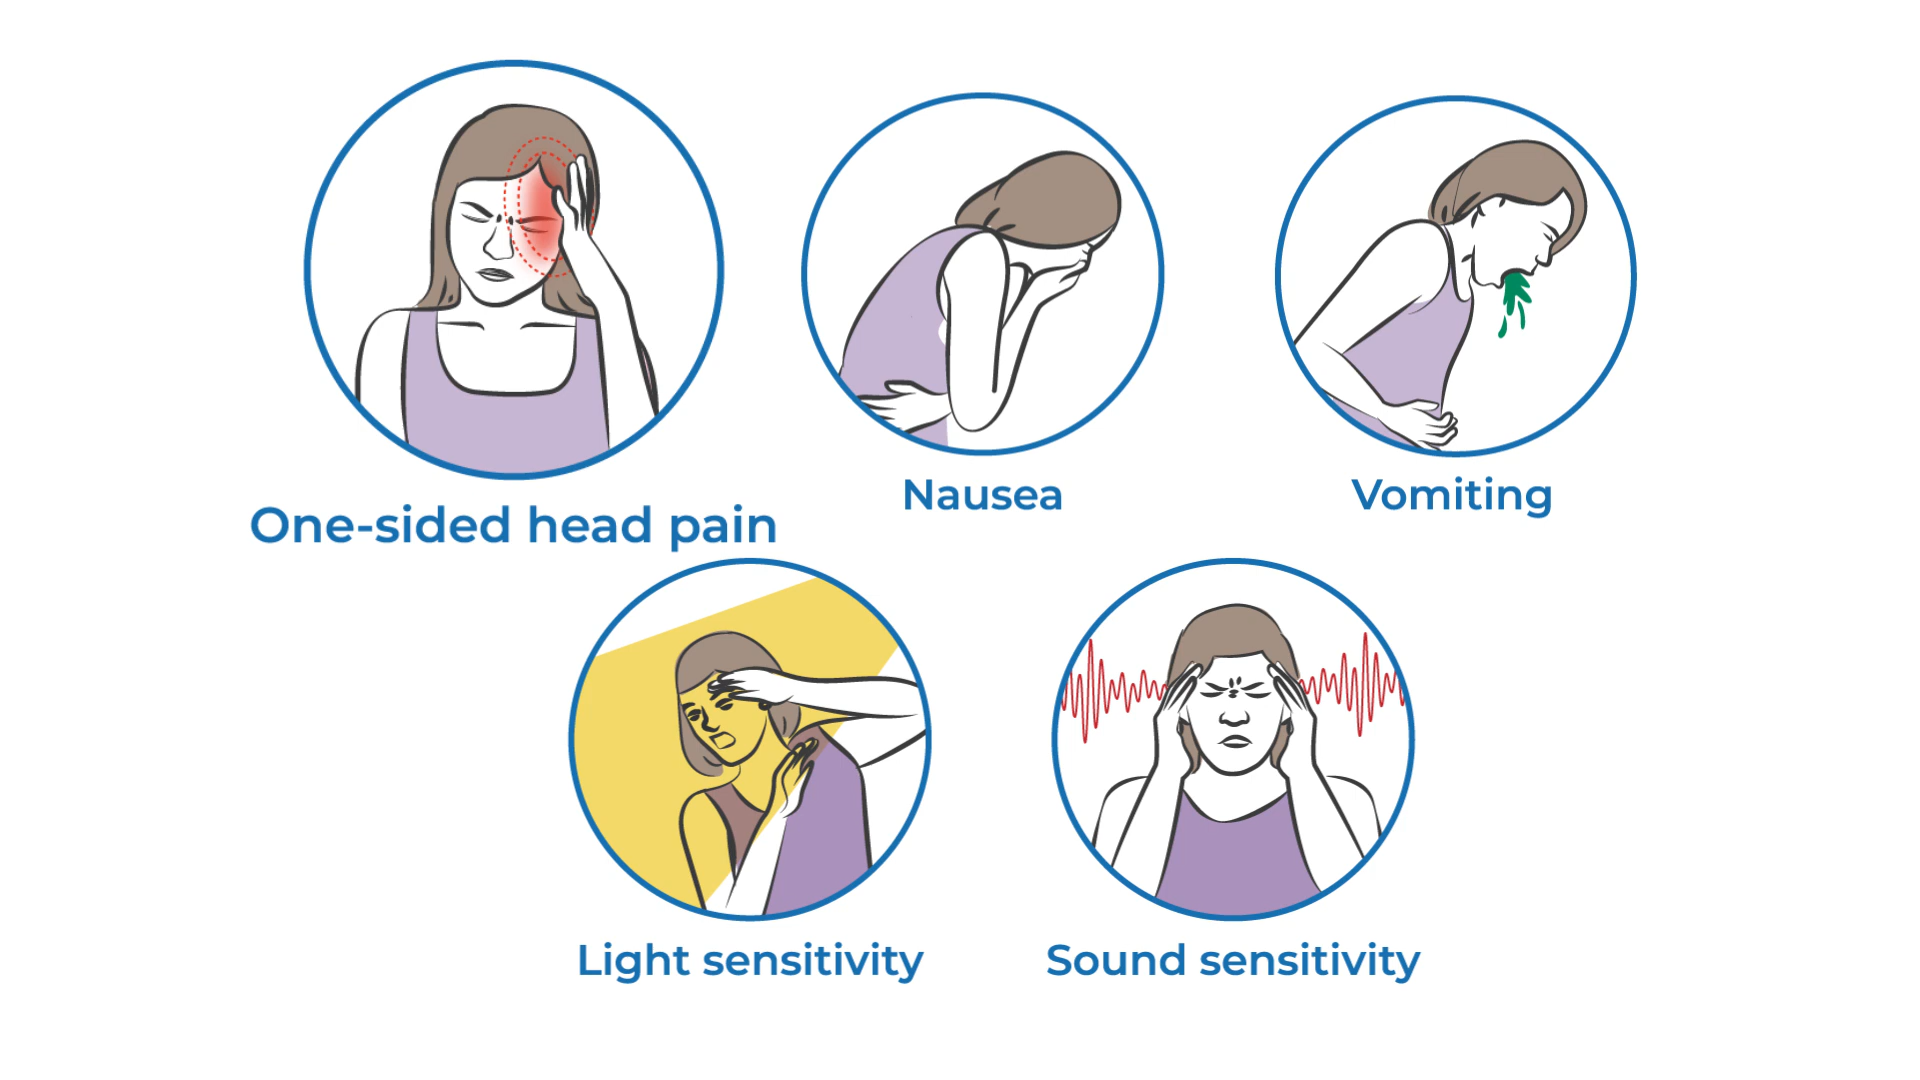 One-sided head pain
Nausea
Vomiting
Light sensitivity
Sound sensitivity